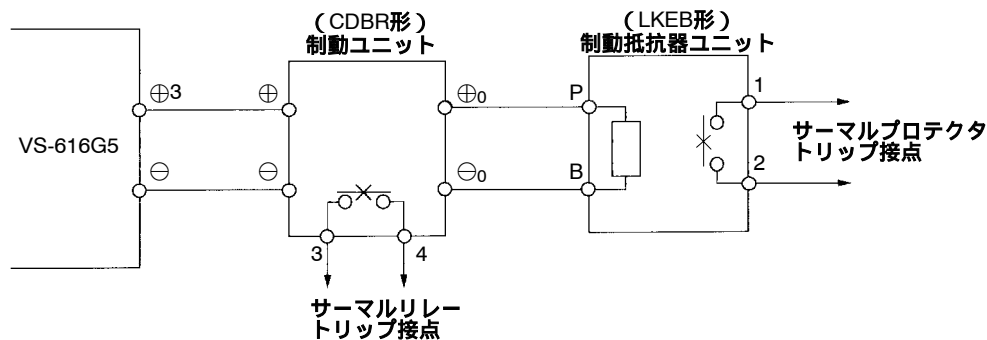 (CDBR形)
制動ユニット
(LKEB形)
制動抵抗器ユニット
VS-616G5
⊕3
⊕
⊕0
P
1
サーマルプロテクタ
トリップ接点
⊖
⊖
⊖0
B
2
3
4
サーマルリレー
トリップ接点